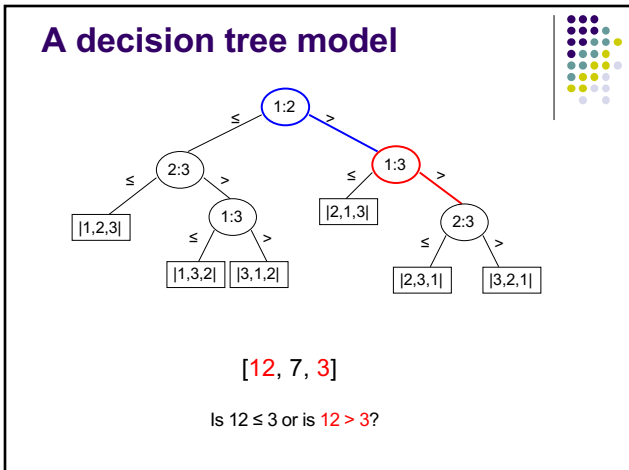 A decision tree model
1:2
≤ >
2:3 1:3
≤ > ≤ >
|1,2,3| 1:3 |2,1,3| 2:3
≤ > ≤ >
|1,3,2| |3,1,2| |2,3,1| |3,2,1|
[12, 7, 3]
Is 12 ≤ 3 or is 12 > 3?